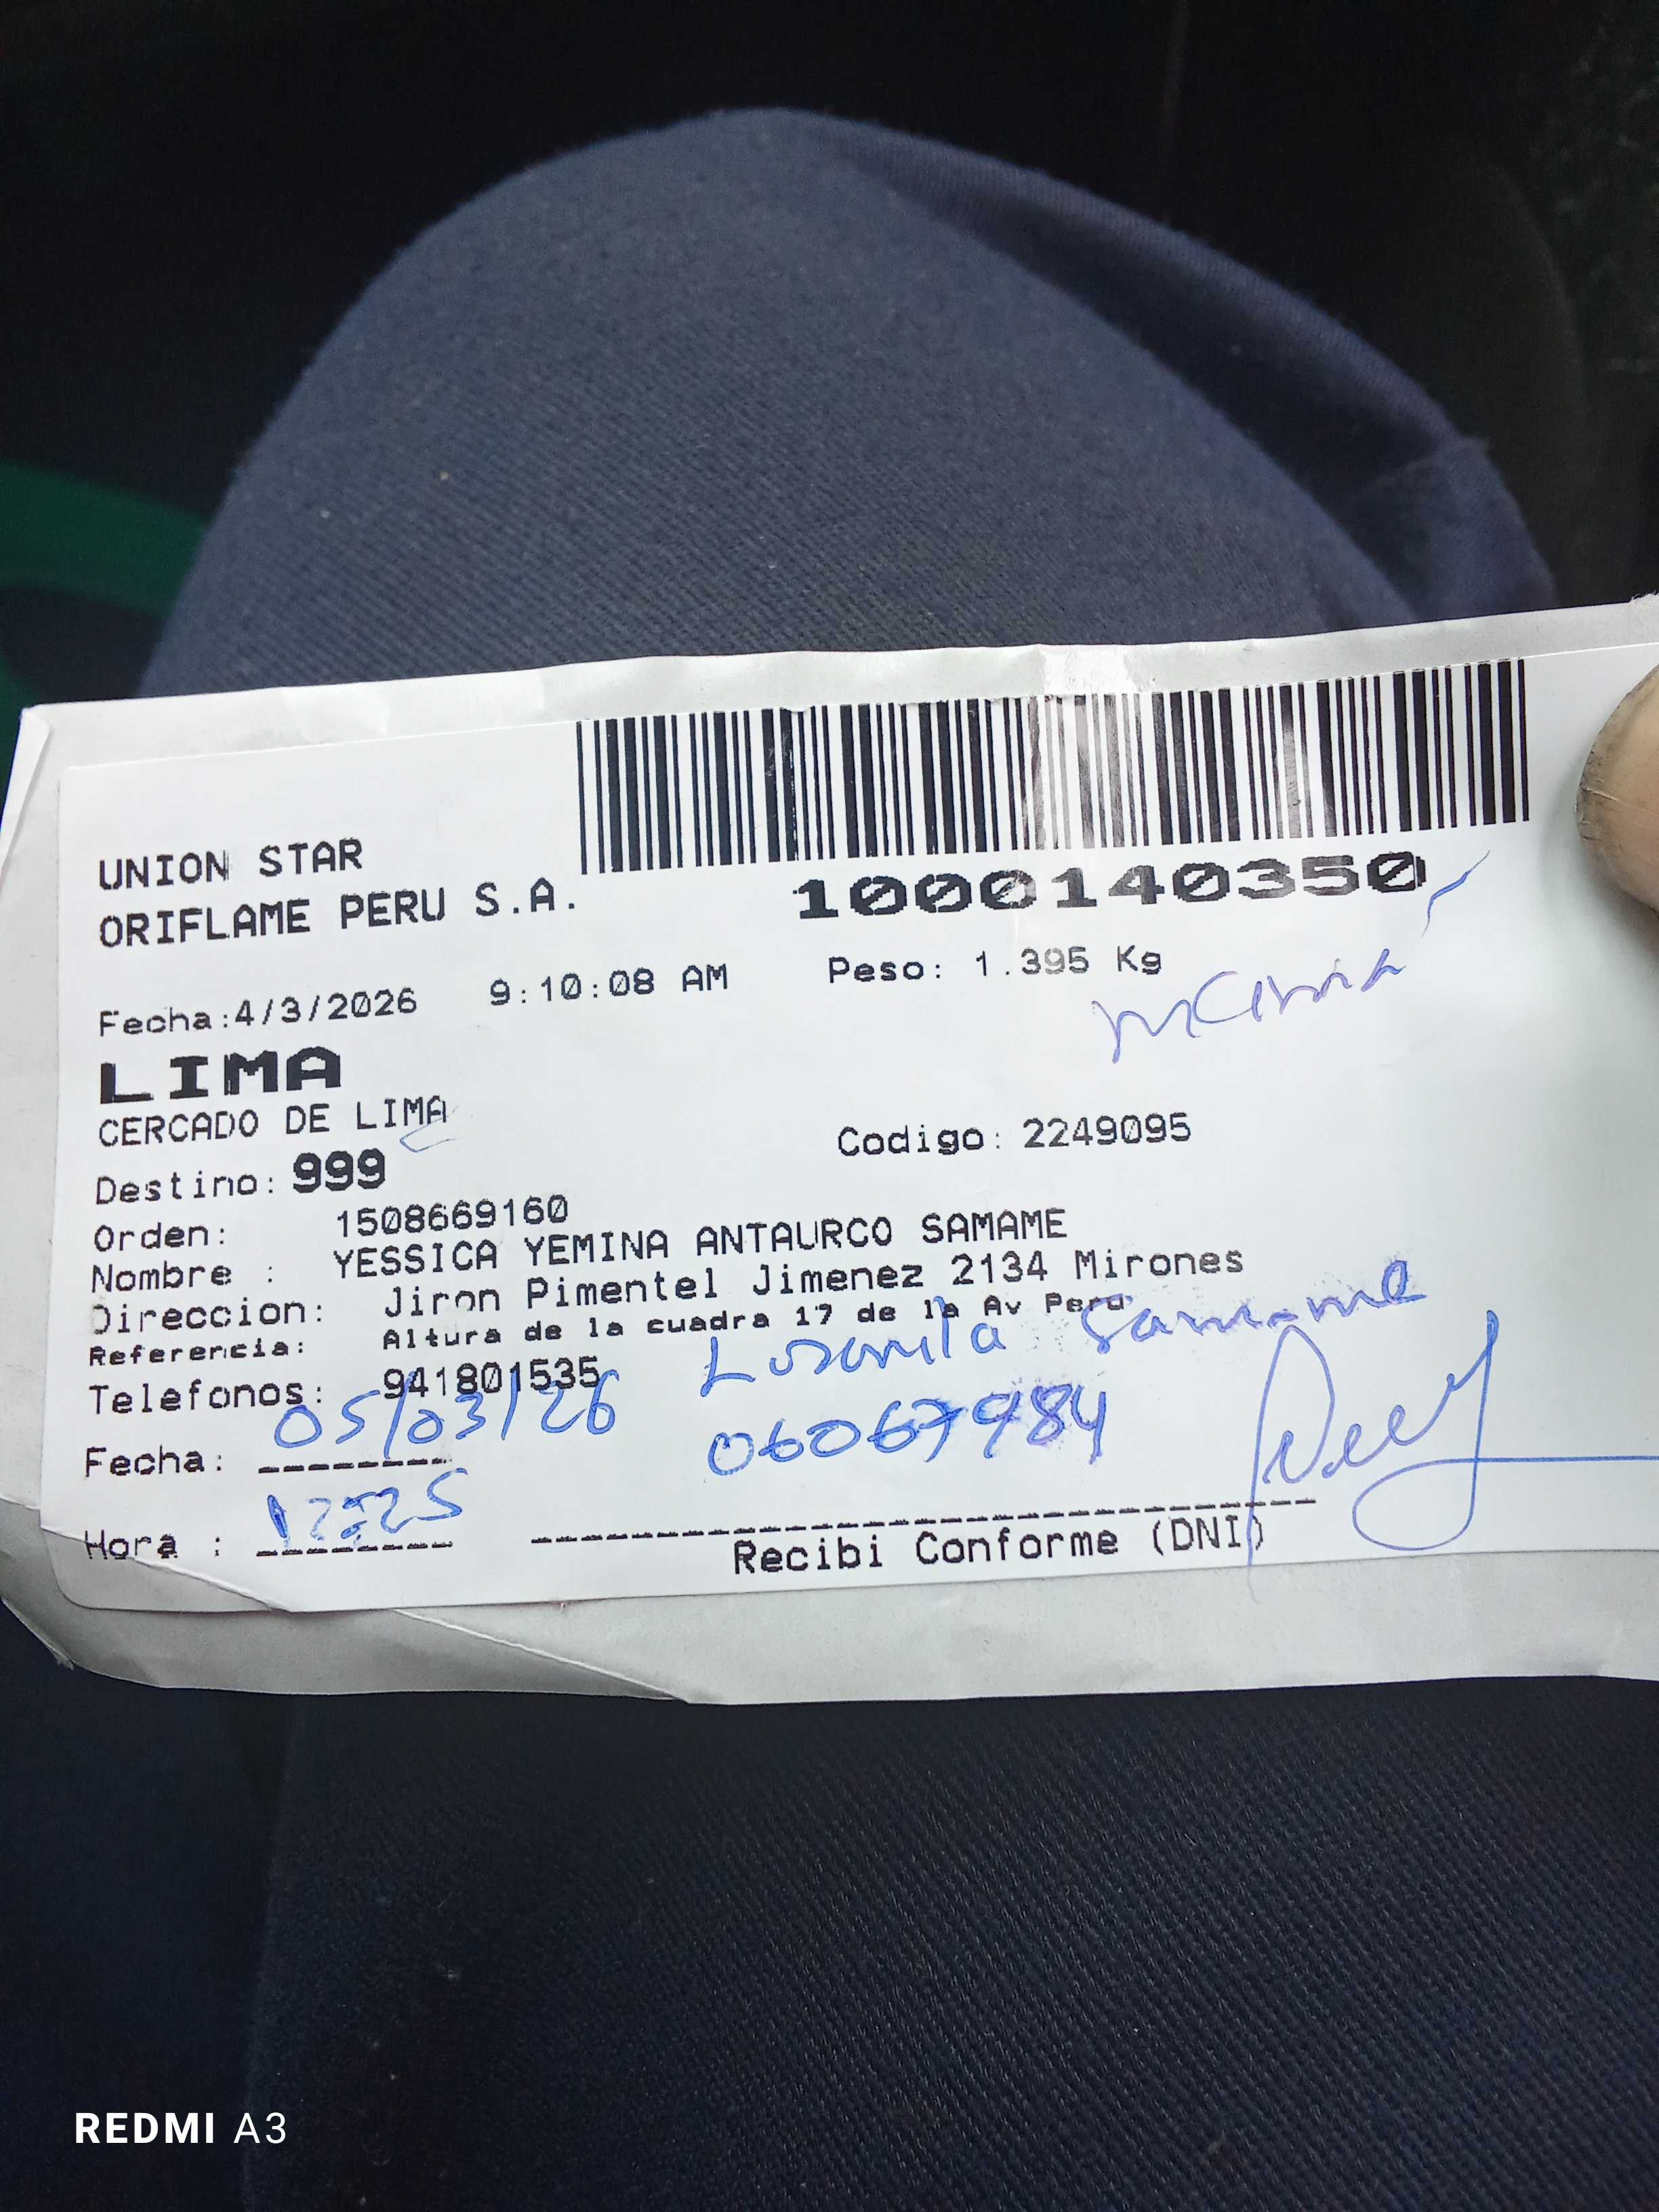 UNION STAR
ORIFLAME PERU S.A.
1000140350
Fecha:4/3/2026 9:10:08 AM Peso: 1.395 Kg
LIMA
CERCADO DE LIMA
Destino: 999 Codigo: 2249095
Orden: 1508669160
Nombre : YESSICA YEMINA ANTAURCO SAMAME
Direccion: Jiron Pimentel Jimenez 2134 Mirones
Referencia: Altura de la cuadra 17 de la Av Peru
Telefonos: 941801535 Samame
Fecha: 05/03/26 06067984
Hora :
Recibi Conforme (DNI)
REDMI A3